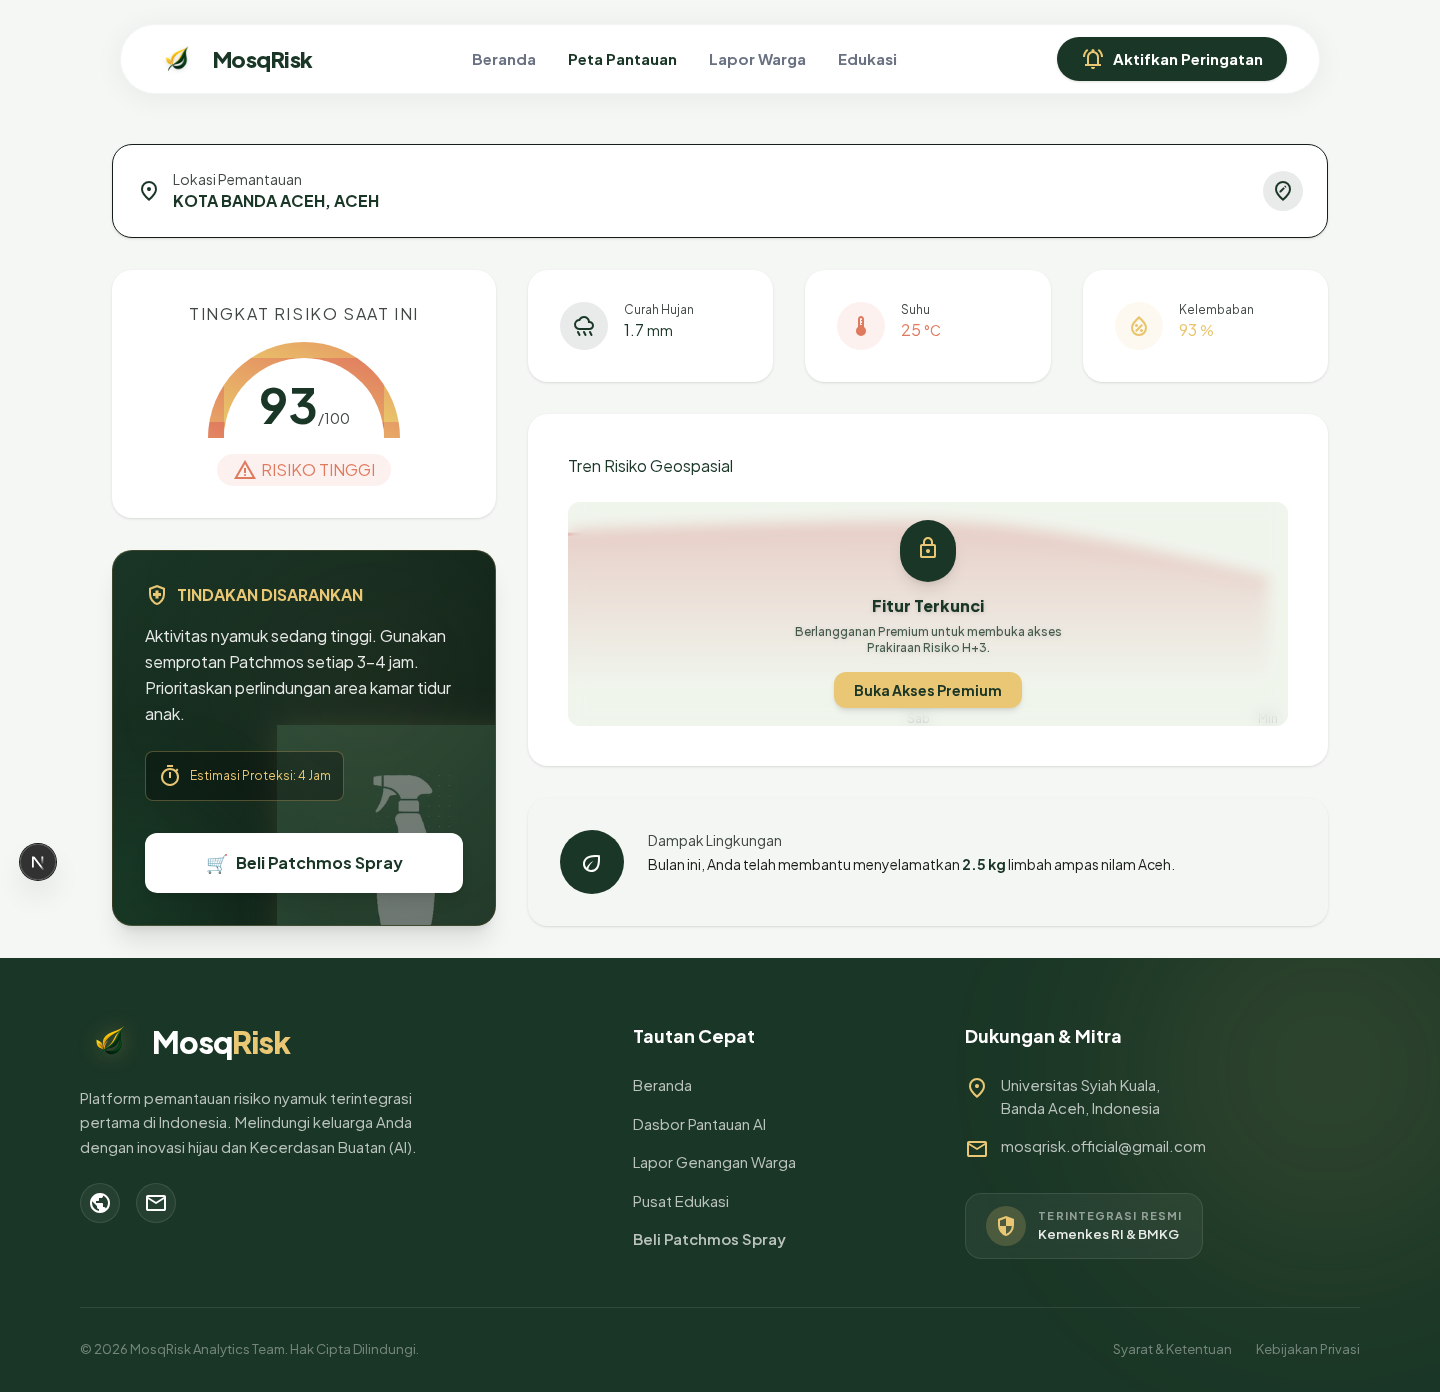 MosqRisk
Beranda
Peta Pantauan
Lapor Warga
Edukasi
Aktifkan Peringatan
Lokasi Pemantauan
KOTA BANDA ACEH, ACEH
TINGKAT RISIKO SAAT INI
93/100
RISIKO TINGGI
Curah Hujan
1.7 mm
Suhu
25 °C
Kelembaban
93 %
Tren Risiko Geospasial
Fitur Terkunci
Berlangganan Premium untuk membuka akses
Prakiraan Risiko H+3.
Buka Akses Premium
Sab
Min
TINDAKAN DISARANKAN
Aktivitas nyamuk sedang tinggi. Gunakan
semprotan Patchmos setiap 3-4 jam.
Prioritaskan perlindungan area kamar tidur
anak.
Estimasi Proteksi: 4 Jam
Beli Patchmos Spray
Dampak Lingkungan
Bulan ini, Anda telah membantu menyelamatkan 2.5 kg limbah ampas nilam Aceh.
N
MosqRisk
Platform pemantauan risiko nyamuk terintegrasi
pertama di Indonesia. Melindungi keluarga Anda
dengan inovasi hijau dan Kecerdasan Buatan (AI).
Tautan Cepat
Beranda
Dasbor Pantauan AI
Lapor Genangan Warga
Pusat Edukasi
Beli Patchmos Spray
Dukungan & Mitra
Universitas Syiah Kuala,
Banda Aceh, Indonesia
mosqrisk.official@gmail.com
TERINTEGRASI RESMI
Kemenkes RI & BMKG
© 2026 MosqRisk Analytics Team. Hak Cipta Dilindungi.
Syarat & Ketentuan
Kebijakan Privasi